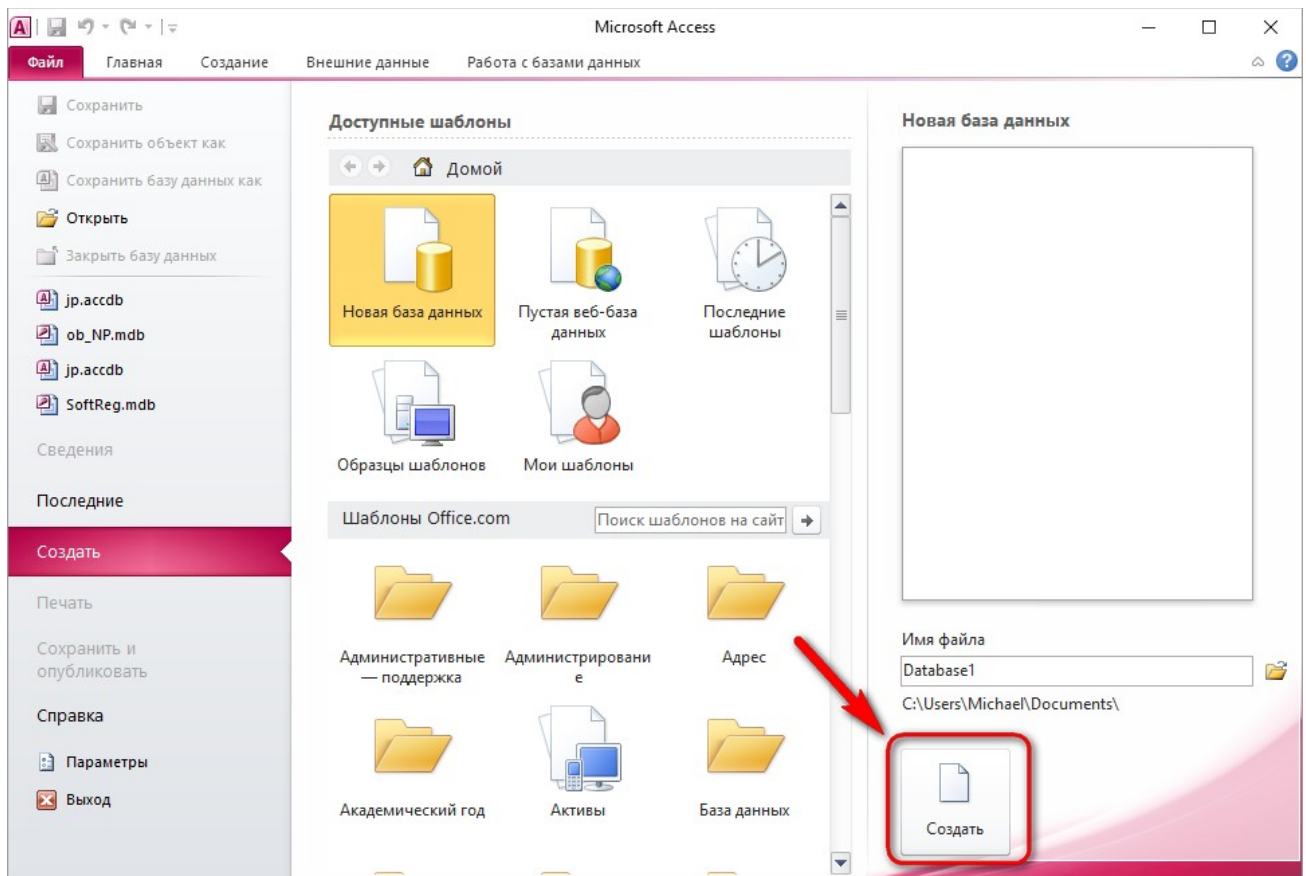 Microsoft Access
Файл Главная Создание Внешние данные Работа с базами данных
Сохранить
Сохранить объект как
Сохранить базу данных как
Открыть
Закрыть базу данных
jp.accdb
ob_NP.mdb
jp.accdb
SoftReg.mdb
Сведения
Последние
Создать
Печать
Сохранить и
опубликовать
Справка
Параметры
Выход
Доступные шаблоны
Домой
Новая база данных
Пустая веб-база
данных
Последние
шаблоны
Образцы шаблонов
Мои шаблоны
Шаблоны Office.com
Поиск шаблонов на сайт
Административные
— поддержка
Администрировани
е
Адрес
Академический год
Активы
База данных
Новая база данных
Имя файла
Database1
C:\Users\Michael\Documents\
Создать